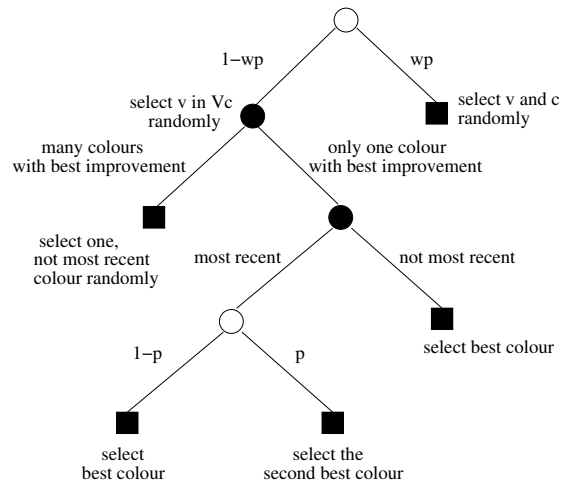 1−wp
wp
select v in Vc
randomly
select v and c
randomly
many colours
with best improvement
only one colour
with best improvement
select one,
not most recent
colour randomly
most recent
not most recent
select best colour
1−p
p
select
best colour
select the
second best colour